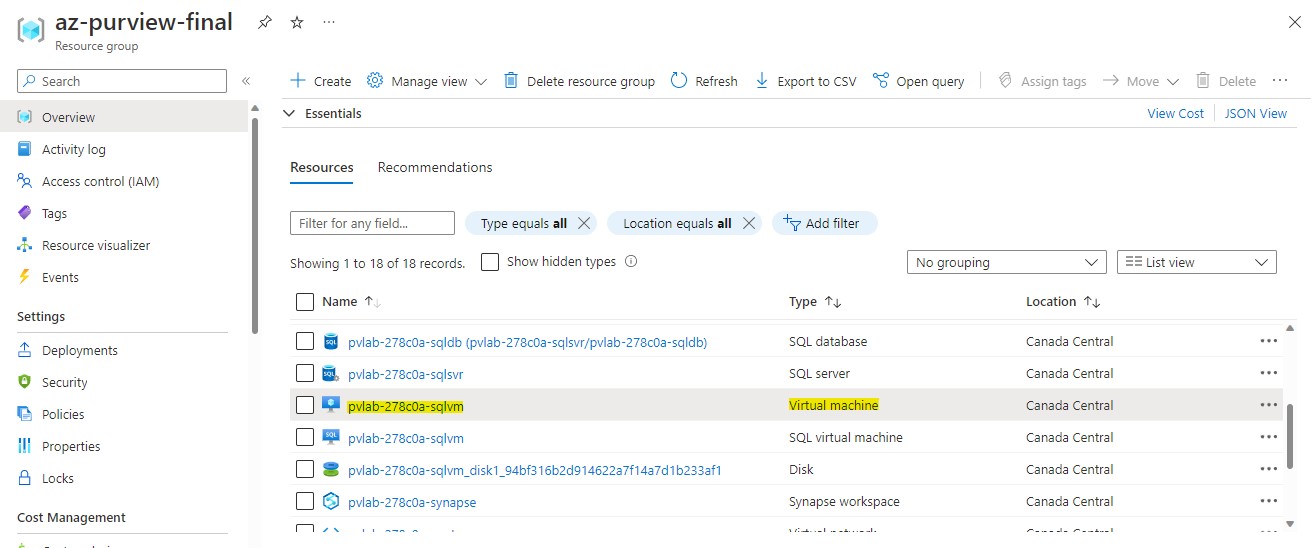 az-purview-final
Resource group
Search
Create Manage view Delete resource group Refresh Export to CSV Open query Assign tags Move Delete
Overview
Activity log
Access control (IAM)
Tags
Resource visualizer
Events
Settings
Deployments
Security
Policies
Properties
Locks
Cost Management
Essentials
View Cost JSON View
Resources Recommendations
Filter for any field... Type equals all Location equals all Add filter
Showing 1 to 18 of 18 records. Show hidden types
No grouping List view
Name Type Location
pvlab-278c0a-sqldb (pvlab-278c0a-sqlsvr/pvlab-278c0a-sqldb) SQL database Canada Central
pvlab-278c0a-sqlsvr SQL server Canada Central
pvlab-278c0a-sqlvm Virtual machine Canada Central
pvlab-278c0a-sqlvm SQL virtual machine Canada Central
pvlab-278c0a-sqlvm_disk1_94bf316b2d914622a7f14a7d1b233af1 Disk Canada Central
pvlab-278c0a-synapse Synapse workspace Canada Central